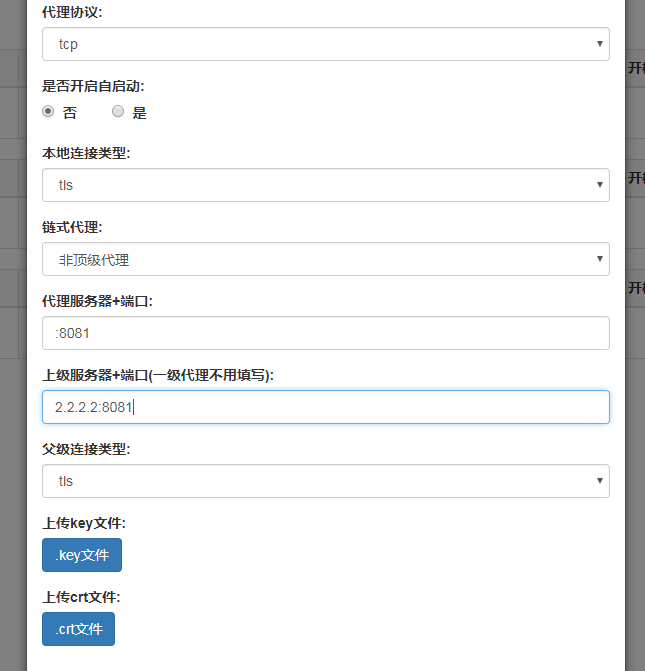 代理协议:
tcp
是否开启自启动:
否 是
本地连接类型:
tls
链式代理:
非顶级代理
代理服务器+端口:
:8081
上级服务器+端口(一级代理不用填写):
2.2.2.2:8081
父级连接类型:
tls
上传key文件:
.key文件
上传crt文件:
.crt文件
开
开
开